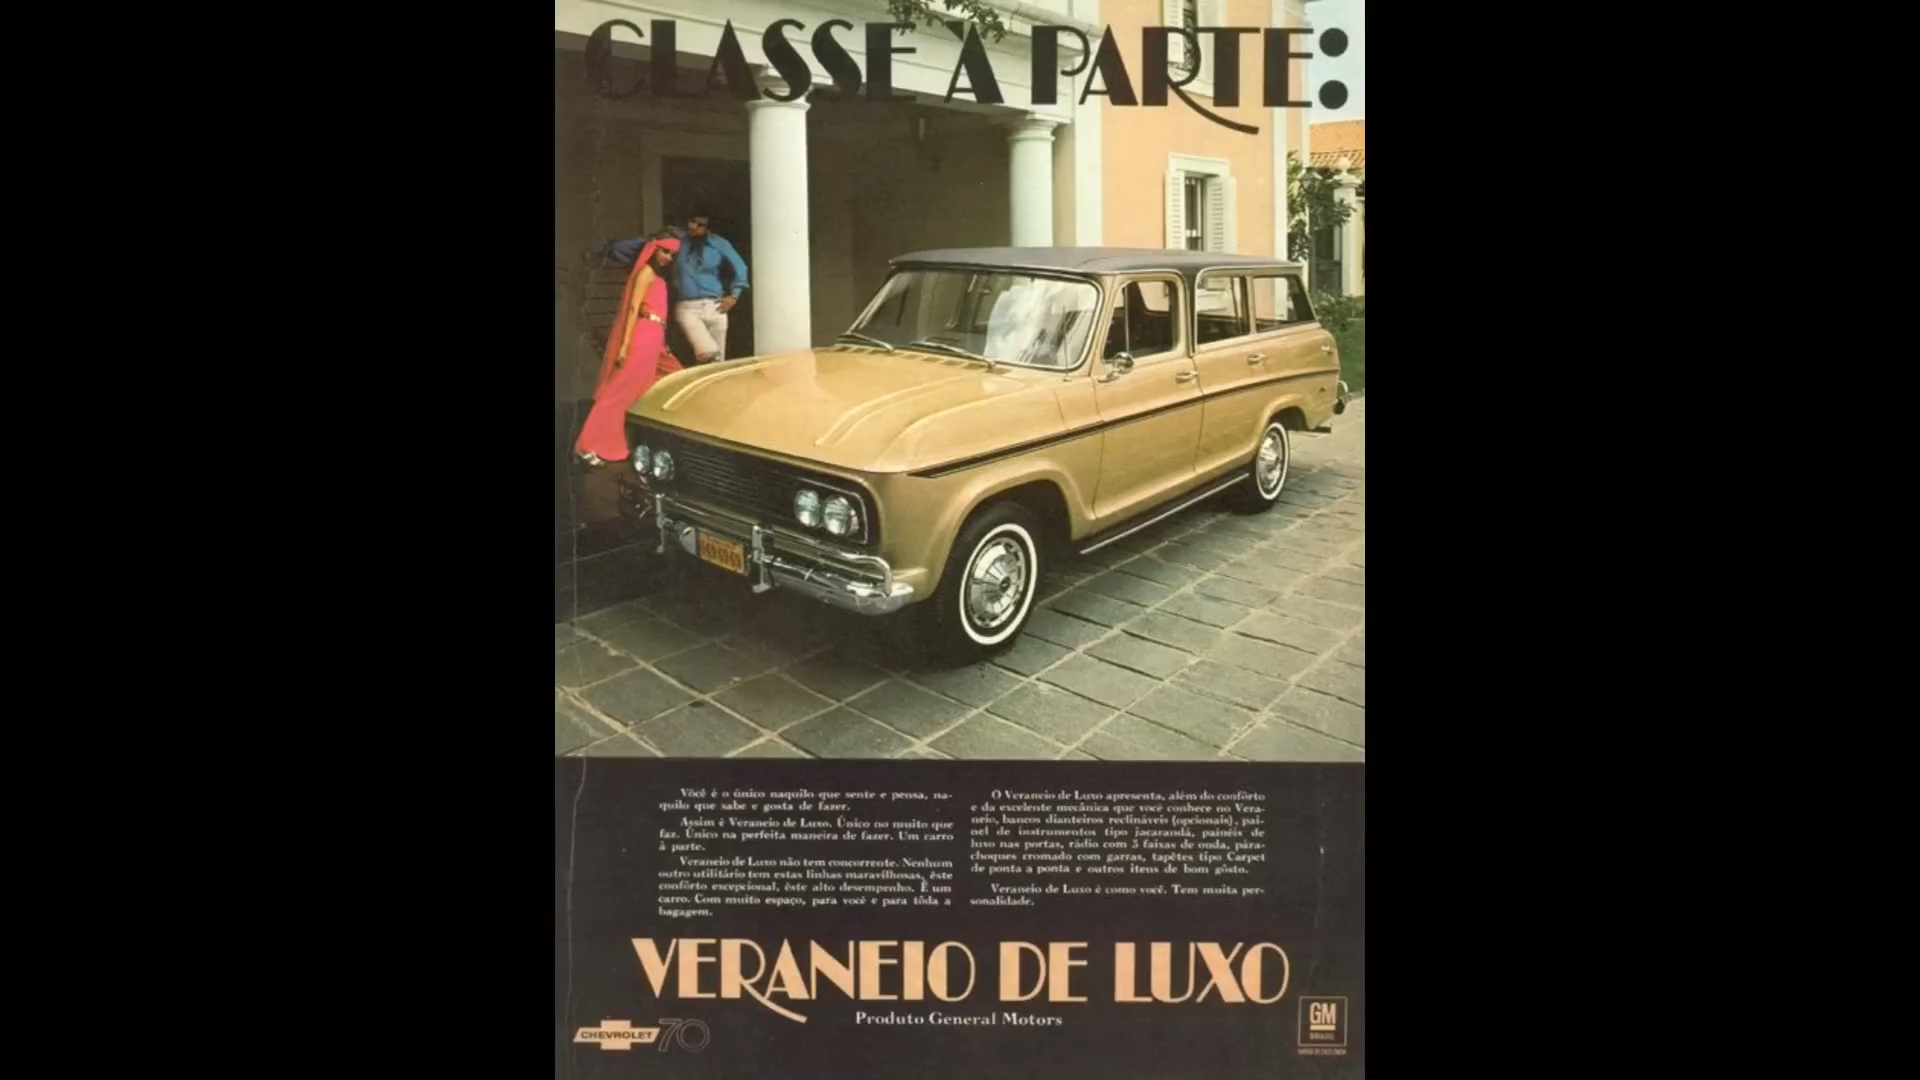 CLASSE À PARTE:
Você é o único naquilo que sente e pensa, na-
quilo que sabe e gosta de fazer.
Assim é Veraneio de Luxo. Único no muito que
faz. Único na perfeita maneira de fazer. Um carro
à parte.
Veraneio de Luxo não tem concorrente. Nenhum
outro utilitário tem estas linhas maravilhosas, êste
confôrto excepcional, êste alto desempenho. É um
carro. Com muito espaço, para você e para tôda a
bagagem.
O Veraneio de Luxo apresenta, além do confôrto
e da excelente mecânica que você conhece no Vera-
neio, bancos dianteiros reclináveis (opcionais), pai-
nel de instrumentos tipo jacarandá, painéis de
luxo nas portas, rádio com 3 faixas de onda, pára-
choques cromado com garras, tapêtes tipo Carpet
de ponta a ponta e outros itens de bom gôsto.
Veraneio de Luxo é como você. Tem muita per-
sonalidade.
VERANEIO DE LUXO
Produto General Motors
CHEVROLET 70
GM
BRASIL